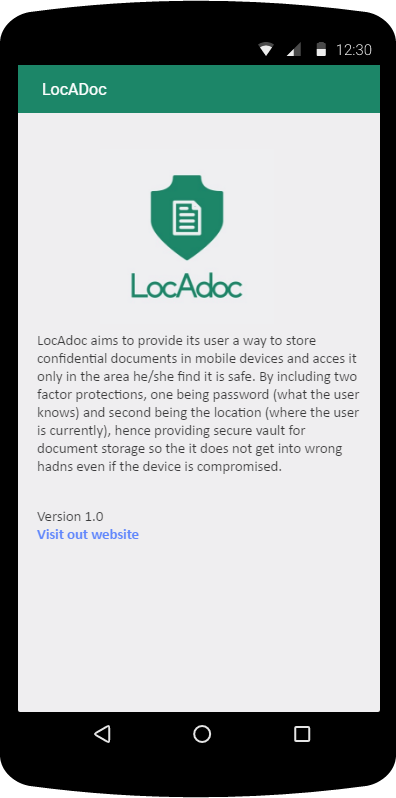 12:30
LocADoc
LocAdoc
LocAdoc aims to provide its user a way to store
confidential documents in mobile devices and acces it
only in the area he/she find it is safe. By including two
factor protections, one being password (what the user
knows) and second being the location (where the user
is currently), hence providing secure vault for
document storage so the it does not get into wrong
hadns even if the device is compromised.
Version 1.0
Visit out website